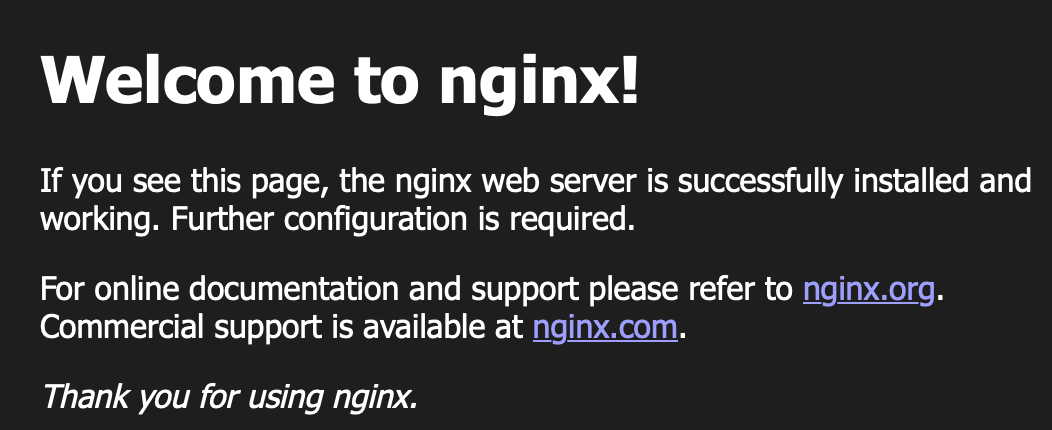 Welcome to nginx!
If you see this page, the nginx web server is successfully installed and
working. Further configuration is required.
For online documentation and support please refer to nginx.org.
Commercial support is available at nginx.com.
Thank you for using nginx.